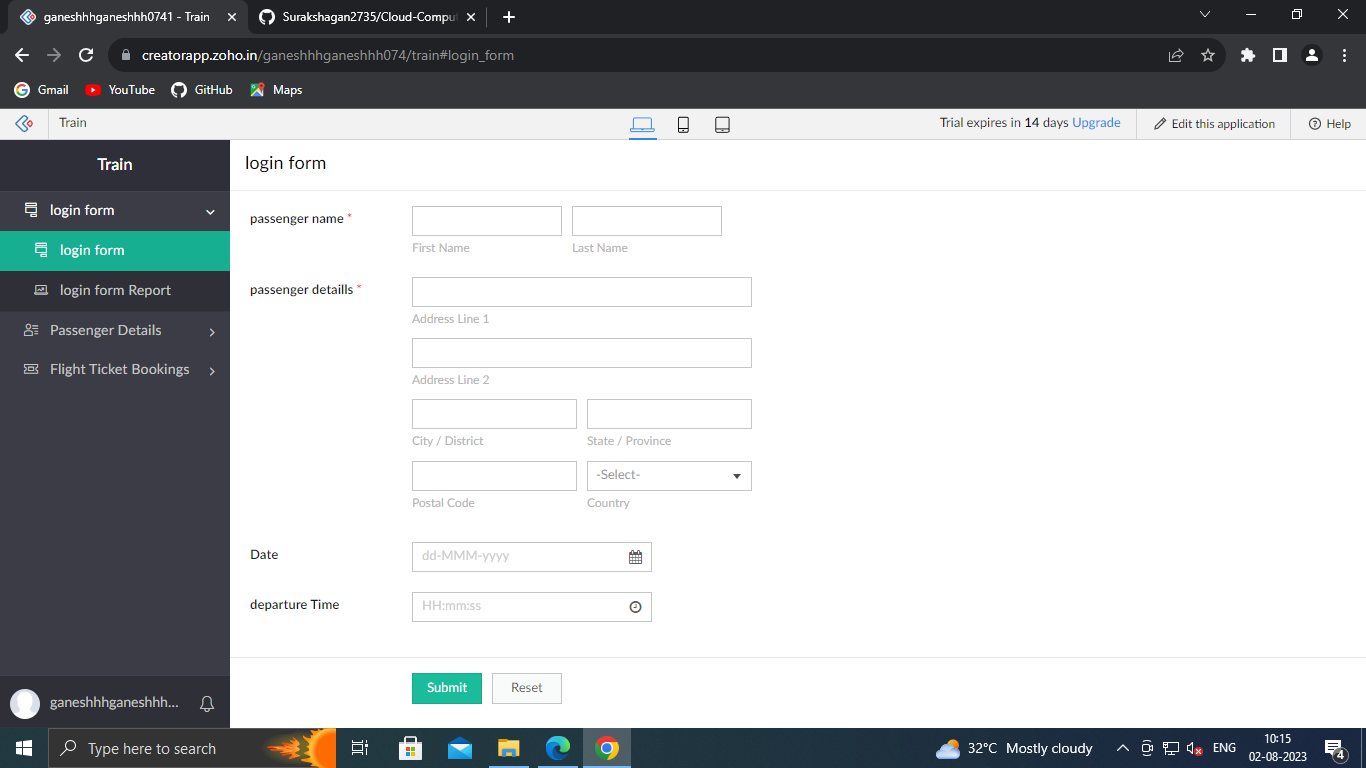 ganeshhhganeshhh0741 - Train
Surakshagan2735/Cloud-Comput
creatorapp.zoho.in/ganeshhhganeshhh074/train#login_form
Gmail YouTube GitHub Maps
Train
Trial expires in 14 days Upgrade
Edit this application
Help
Train
login form
login form
login form Report
Passenger Details
Flight Ticket Bookings
ganeshhhganeshhh...
login form
passenger name *
First Name Last Name
passenger detaills *
Address Line 1
Address Line 2
City / District State / Province
-Select-
Postal Code Country
Date dd-MMM-yyyy
departure Time HH:mm:ss
Submit Reset
Type here to search
32°C Mostly cloudy
ENG
10:15
02-08-2023
4